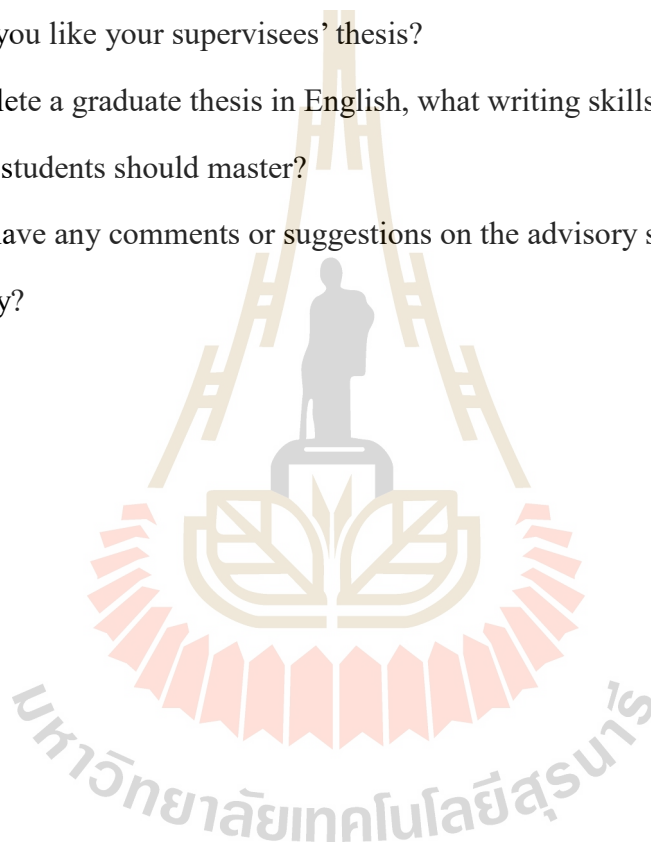 you like your supervisees’ thesis?
lete a graduate thesis in English, what writing skills
students should master?
ave any comments or suggestions on the advisory s
y?
มหาวิทยาลัยเทคโนโลยีสุรนารี